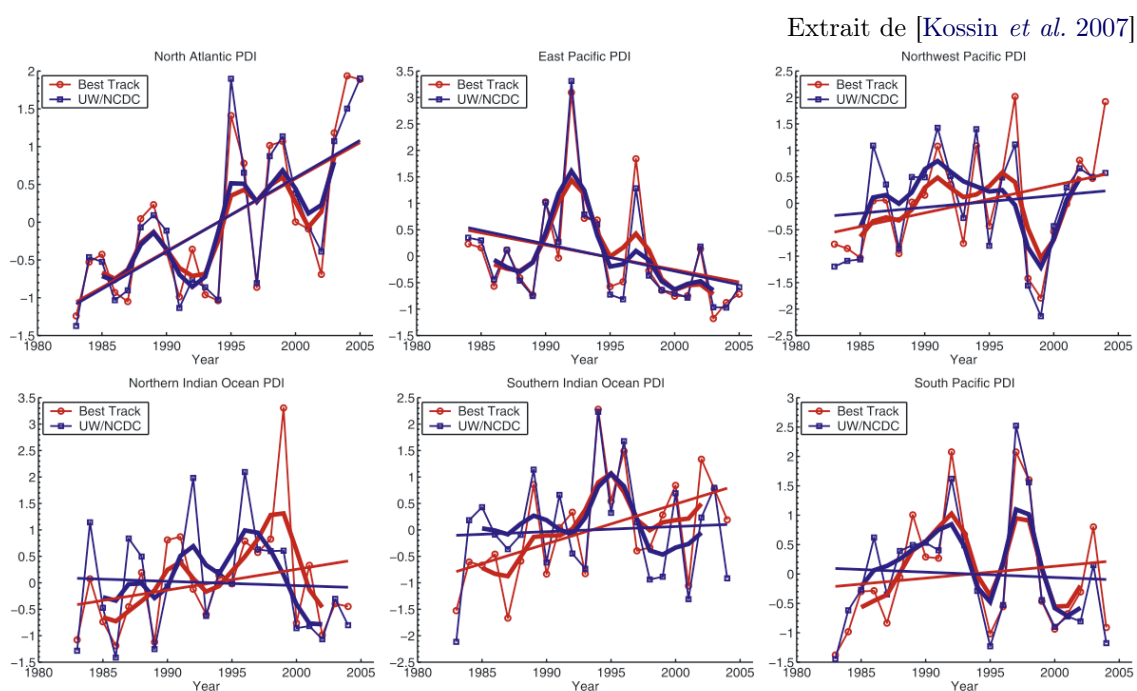 Extrait de [Kossin et al. 2007]
North Atlantic PDI
2
1.5
1
0.5
0
−0.5
−1
−1.5
1980 1985 1990 1995 2000 2005
Year
Best Track
UW/NCDC
East Pacific PDI
3.5
3
2.5
2
1.5
1
0.5
0
−0.5
−1
−1.5
1980 1985 1990 1995 2000 2005
Year
Best Track
UW/NCDC
Northwest Pacific PDI
2.5
2
1.5
1
0.5
0
−0.5
−1
−1.5
−2
−2.5
1980 1985 1990 1995 2000 2005
Year
Best Track
UW/NCDC
Northern Indian Ocean PDI
3.5
3
2.5
2
1.5
1
0.5
0
−0.5
−1
−1.5
1980 1985 1990 1995 2000 2005
Year
Best Track
UW/NCDC
Southern Indian Ocean PDI
2.5
2
1.5
1
0.5
0
−0.5
−1
−1.5
−2
−2.5
1980 1985 1990 1995 2000 2005
Year
Best Track
UW/NCDC
South Pacific PDI
3
2.5
2
1.5
1
0.5
0
−0.5
−1
−1.5
1980 1985 1990 1995 2000 2005
Year
Best Track
UW/NCDC